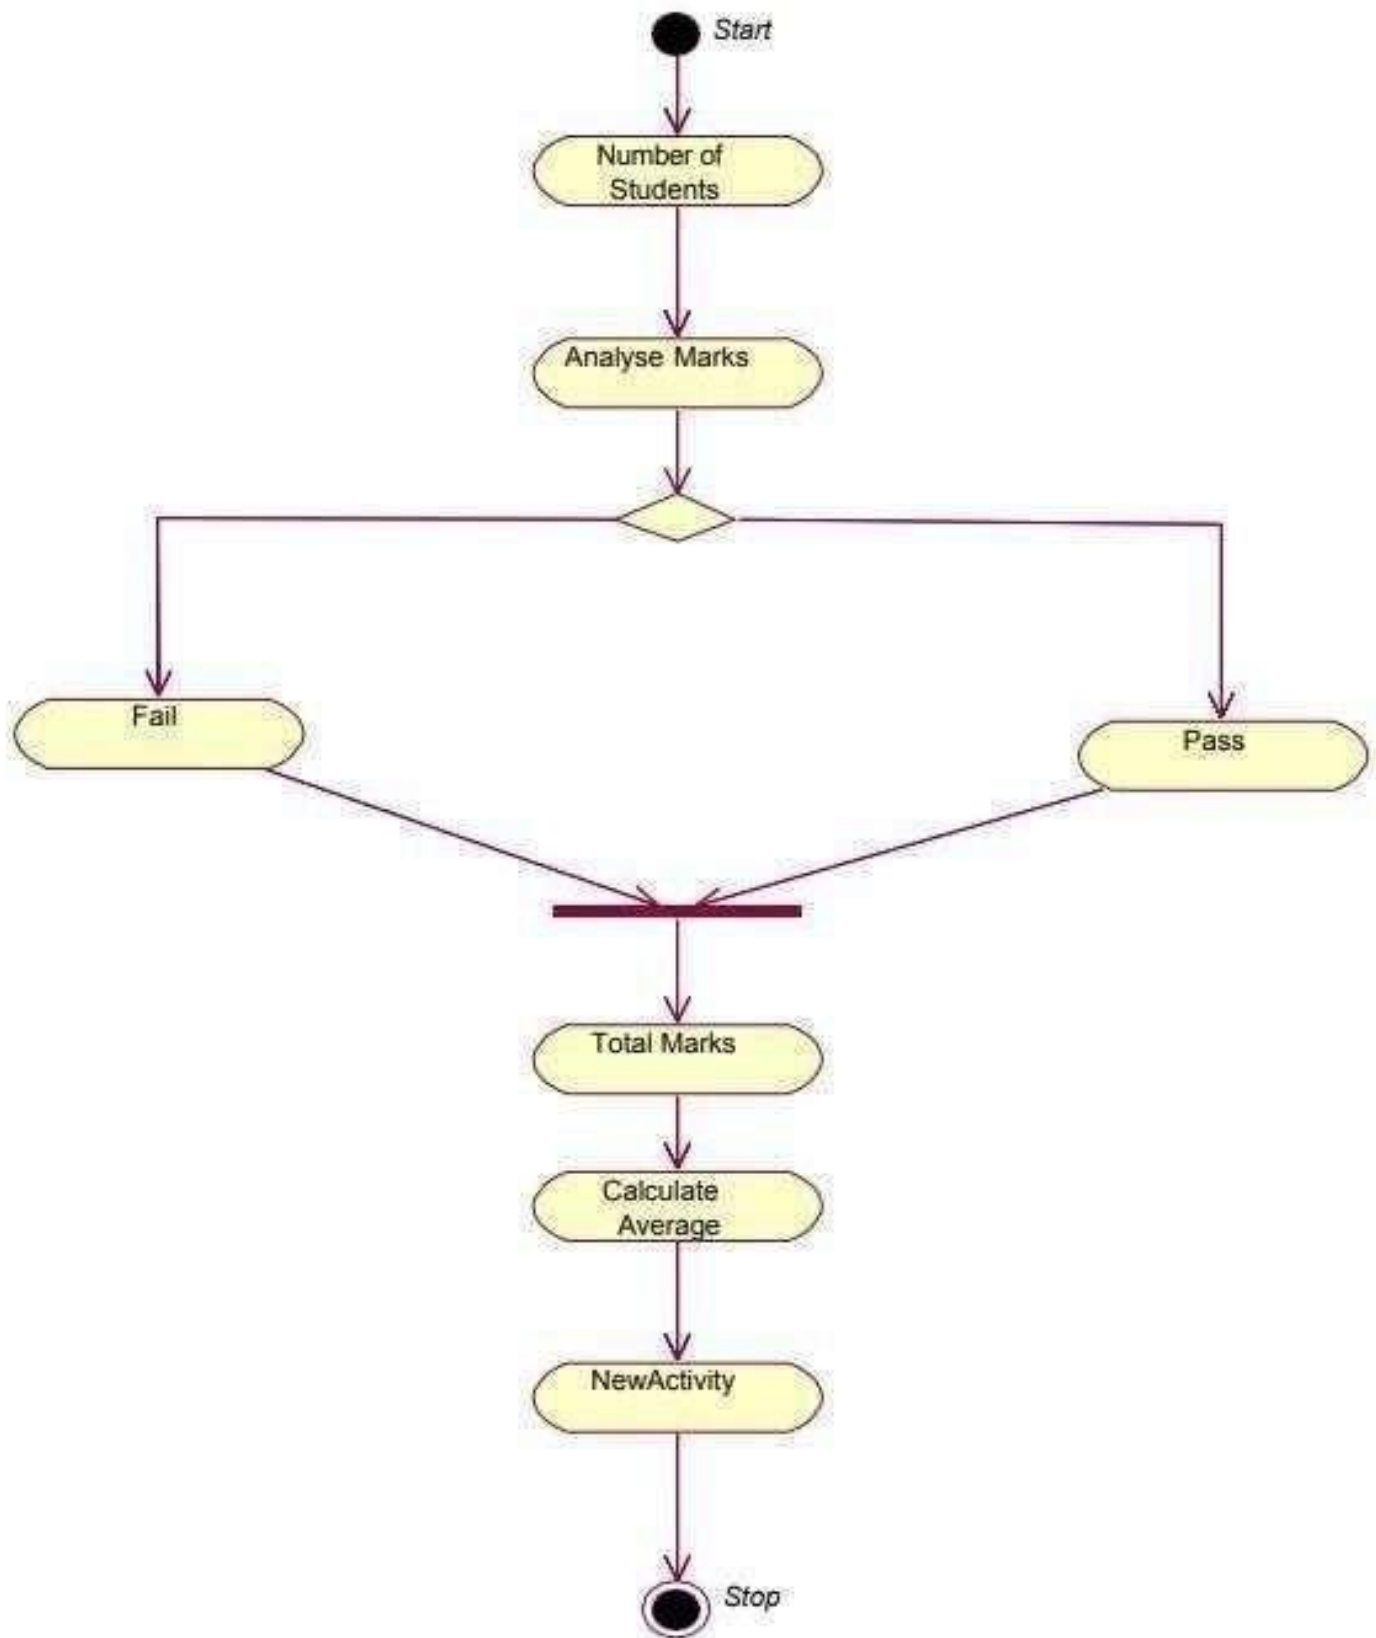 Start
Number of
Students
Analyse Marks
Fail
Pass
Total Marks
Calculate
Average
NewActivity
Stop